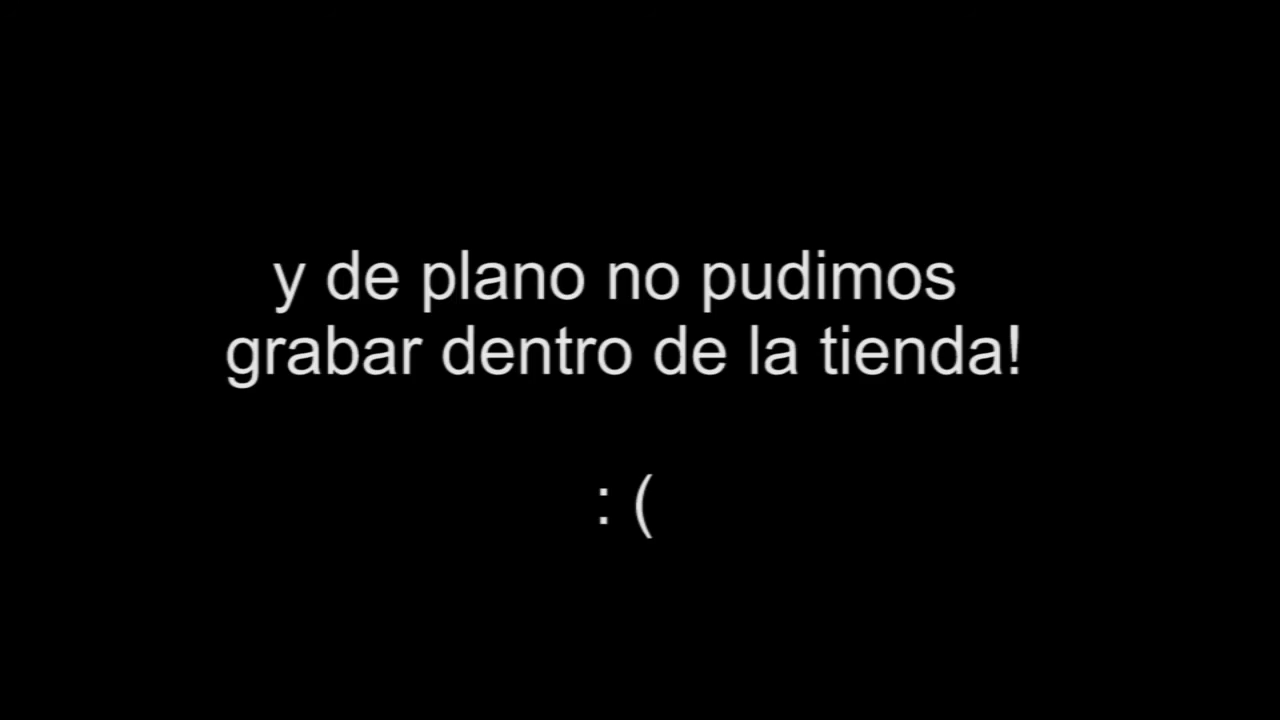 y de plano no pudimos
grabar dentro de la tienda!
: (